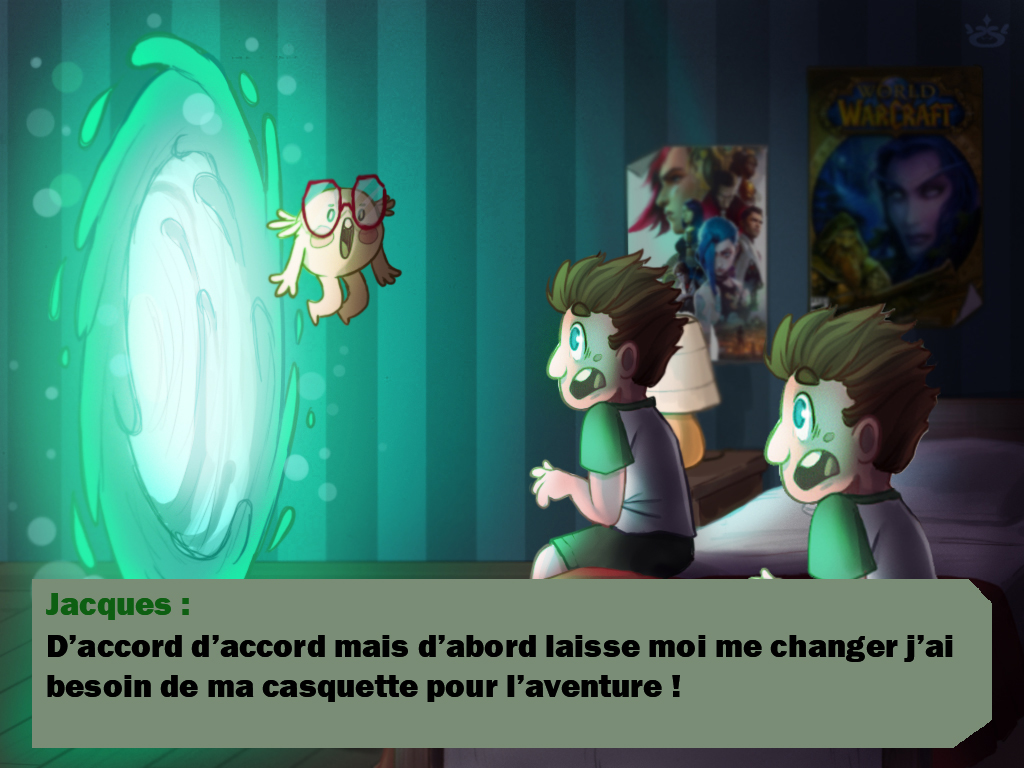 WORLD
WARCRAFT
Jacques :
D'accord d'accord mais d'abord laisse moi me changer j'ai
besoin de ma casquette pour l'aventure !